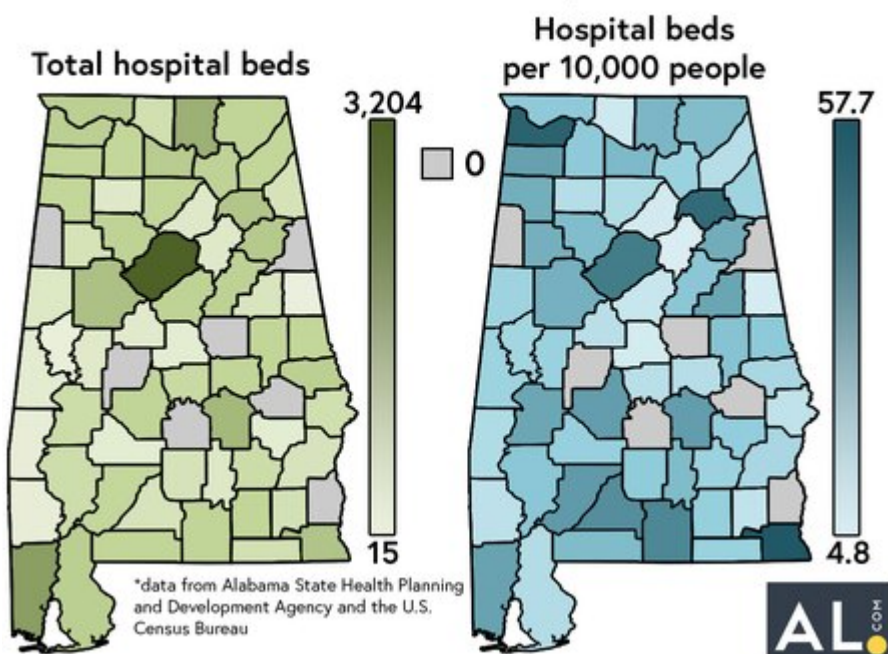 Total hospital beds
3,204
15
0
Hospital beds
per 10,000 people
57.7
4.8
*data from Alabama State Health Planning
and Development Agency and the U.S.
Census Bureau
AL.COM